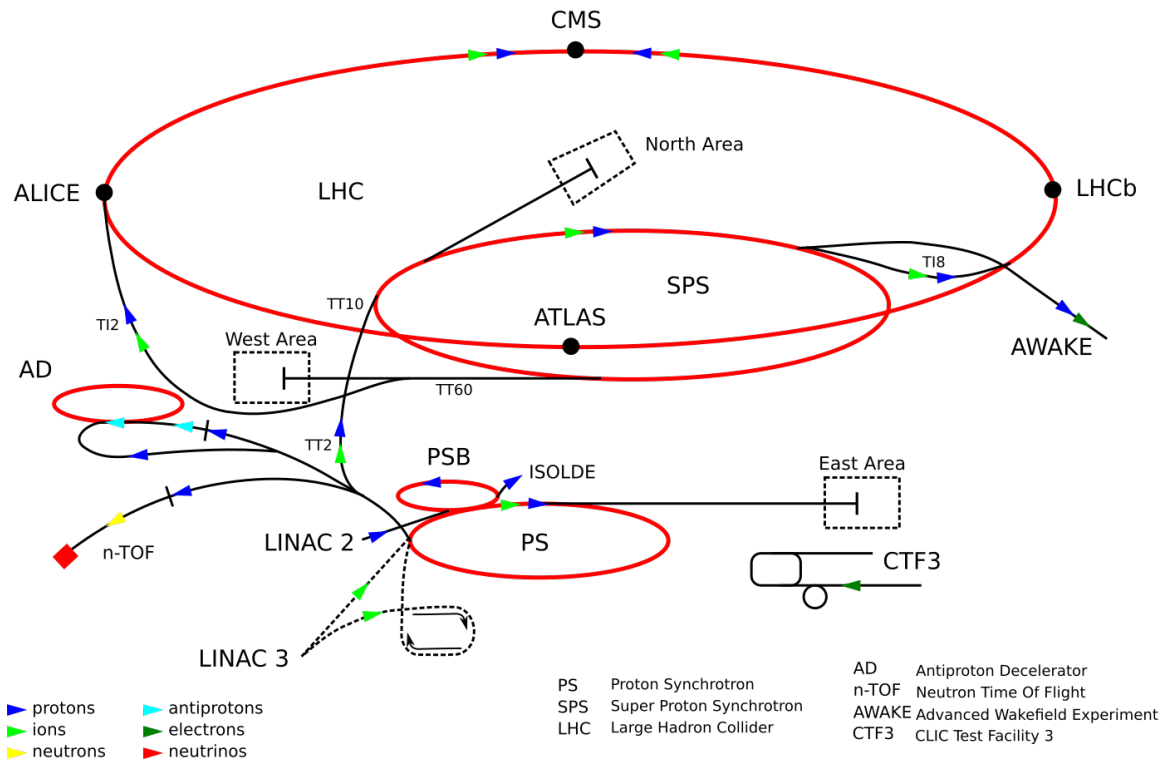 CMS
North Area
ALICE
LHC
LHCb
SPS
TI8
TT10
ATLAS
TI2
West Area
AWAKE
AD
TT60
TT2
PSB
ISOLDE
East Area
LINAC 2
PS
n-TOF
CTF3
LINAC 3
protons
ions
neutrons
antiprotons
electrons
neutrinos
PS Proton Synchrotron
SPS Super Proton Synchrotron
LHC Large Hadron Collider
AD Antiproton Decelerator
n-TOF Neutron Time Of Flight
AWAKE Advanced Wakefield Experiment
CTF3 CLIC Test Facility 3